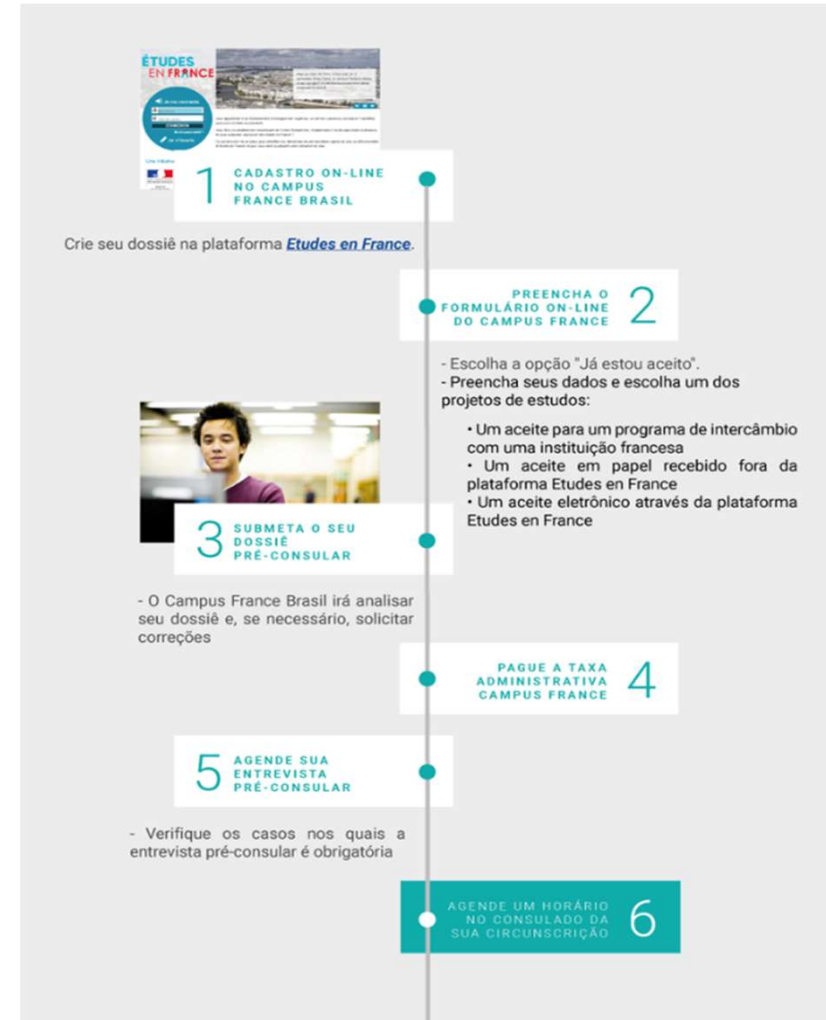 ÉTUDES
EN FRANCE
1
CADASTRO ON-LINE
NO CAMPUS
FRANCE BRASIL
Crie seu dossiê na plataforma Etudes en France.
PREENCHA O
FORMULÁRIO ON-LINE
DO CAMPUS FRANCE
2
- Escolha a opção "Já estou aceito".
- Preencha seus dados e escolha um dos
projetos de estudos:
• Um aceite para um programa de intercâmbio
com uma instituição francesa
• Um aceite em papel recebido fora da
plataforma Etudes en France
• Um aceite eletrônico através da plataforma
Etudes en France
3
SUBMETA O SEU
DOSSIÊ
PRÉ-CONSULAR
- O Campus France Brasil irá analisar
seu dossiê e, se necessário, solicitar
correções
PAGUE A TAXA
ADMINISTRATIVA
CAMPUS FRANCE
4
5
AGENDE SUA
ENTREVISTA
PRÉ-CONSULAR
- Verifique os casos nos quais a
entrevista pré-consular é obrigatória
AGENDE UM HORÁRIO
NO CONSULADO DA
SUA CIRCUNSCRIÇÃO
6